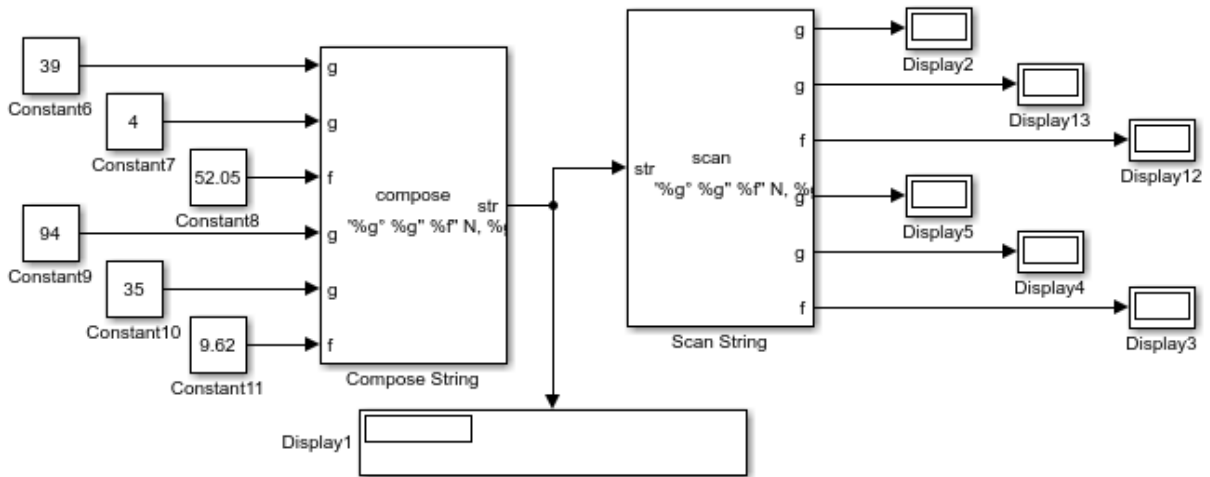 39
Constant6
4
Constant7
52.05
Constant8
94
Constant9
35
Constant10
9.62
Constant11
g
g
f
g
g
f
compose
"%g° %g'' %f" N, %g
str
Compose String
Display1
str
scan
"%g° %g'' %f" N, %g
g
g
f
g
g
f
Scan String
Display2
Display13
Display12
Display5
Display4
Display3